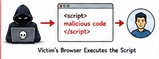 <script>
malicious code
</script>
Victim's Browser Executes the Script